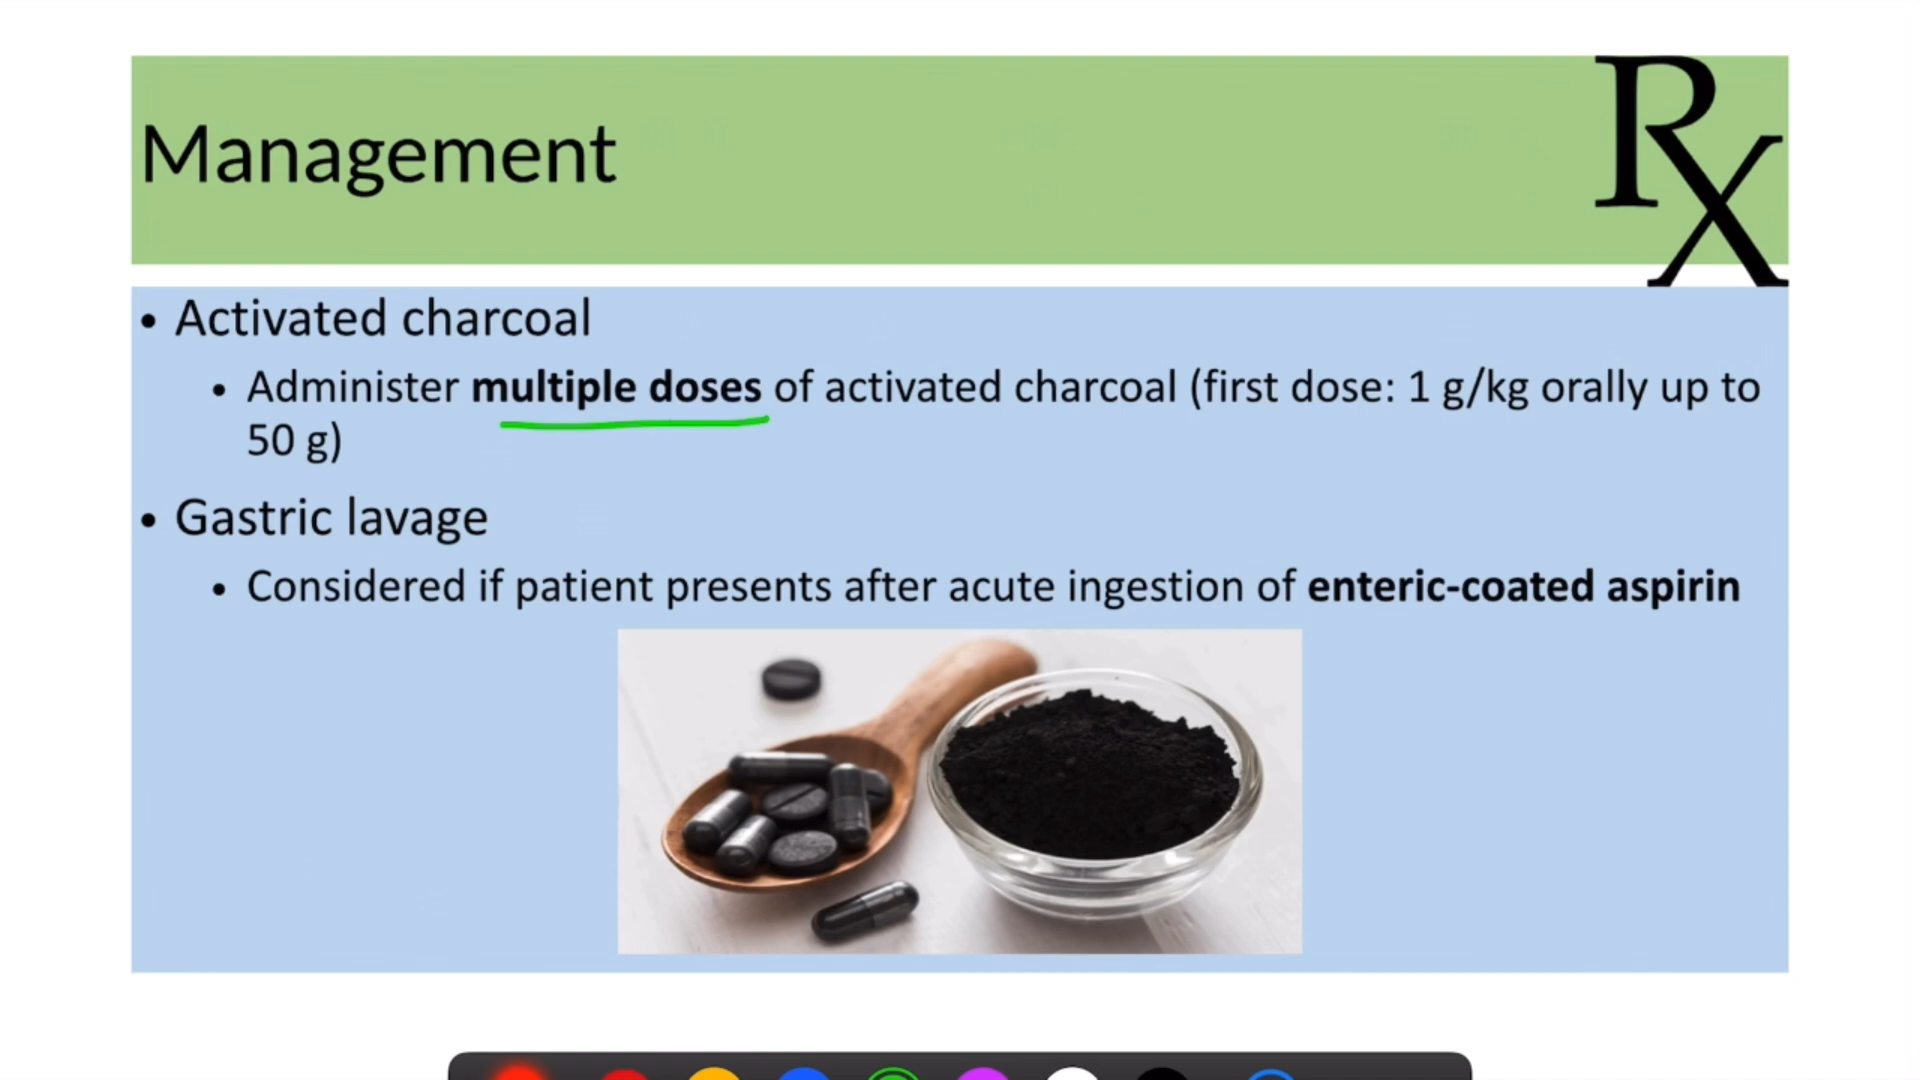 Management
Rx
• Activated charcoal
• Administer multiple doses of activated charcoal (first dose: 1 g/kg orally up to
50 g)
• Gastric lavage
• Considered if patient presents after acute ingestion of enteric-coated aspirin